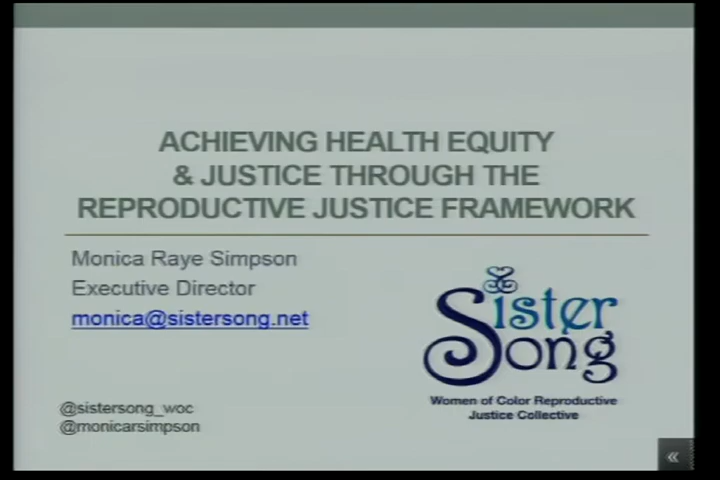 ACHIEVING HEALTH EQUITY
& JUSTICE THROUGH THE
REPRODUCTIVE JUSTICE FRAMEWORK
Monica Raye Simpson
Executive Director
monica@sistersong.net
Sister
Song
Women of Color Reproductive
Justice Collective
@sistersong_woc
@monicarsimpson
«